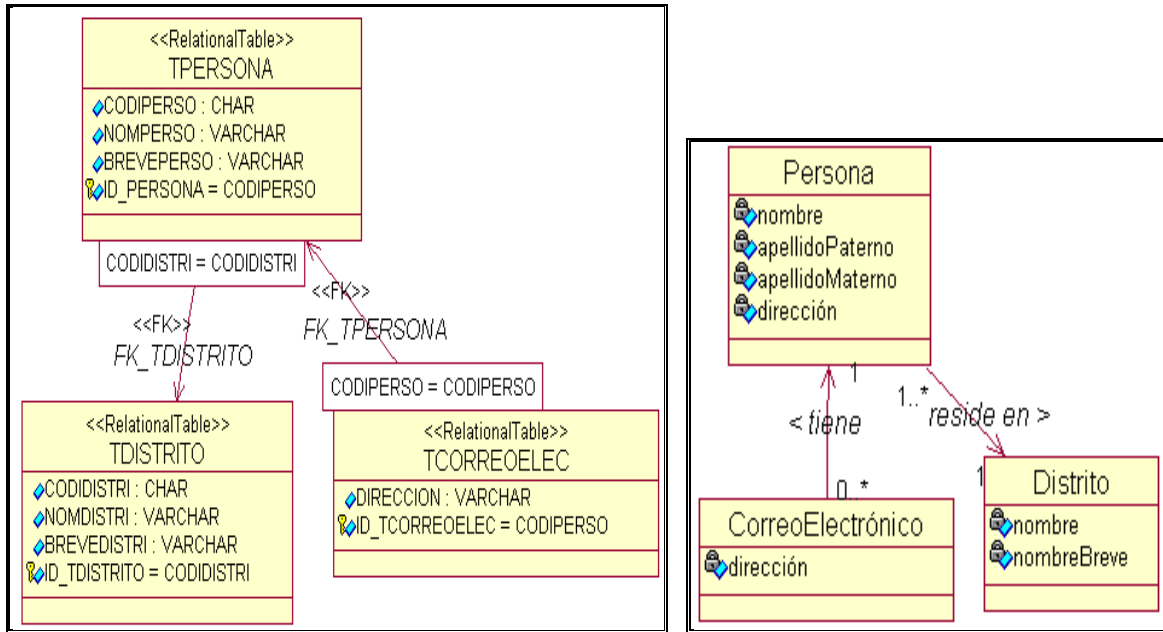 <<RelationalTable>>
TPERSONA
CODIPERSO : CHAR
NOMPERSO : VARCHAR
BREVEPERSO : VARCHAR
ID_PERSONA = CODIPERSO
CODIDISTRI = CODIDISTRI
<<FK>>
FK_TDISTRITO
<<FK>>
FK_TPERSONA
CODIPERSO = CODIPERSO
<<RelationalTable>>
TDISTRITO
CODIDISTRI : CHAR
NOMDISTRI : VARCHAR
BREVEDISTRI : VARCHAR
ID_TDISTRITO = CODIDISTRI
<<RelationalTable>>
TCORREOELEC
DIRECCION : VARCHAR
ID_TCORREOELEC = CODIPERSO
Persona
nombre
apellidoPaterno
apellidoMaterno
dirección
1
1..*
< tiene
reside en >
0..*
1
CorreoElectrónico
dirección
Distrito
nombre
nombreBreve